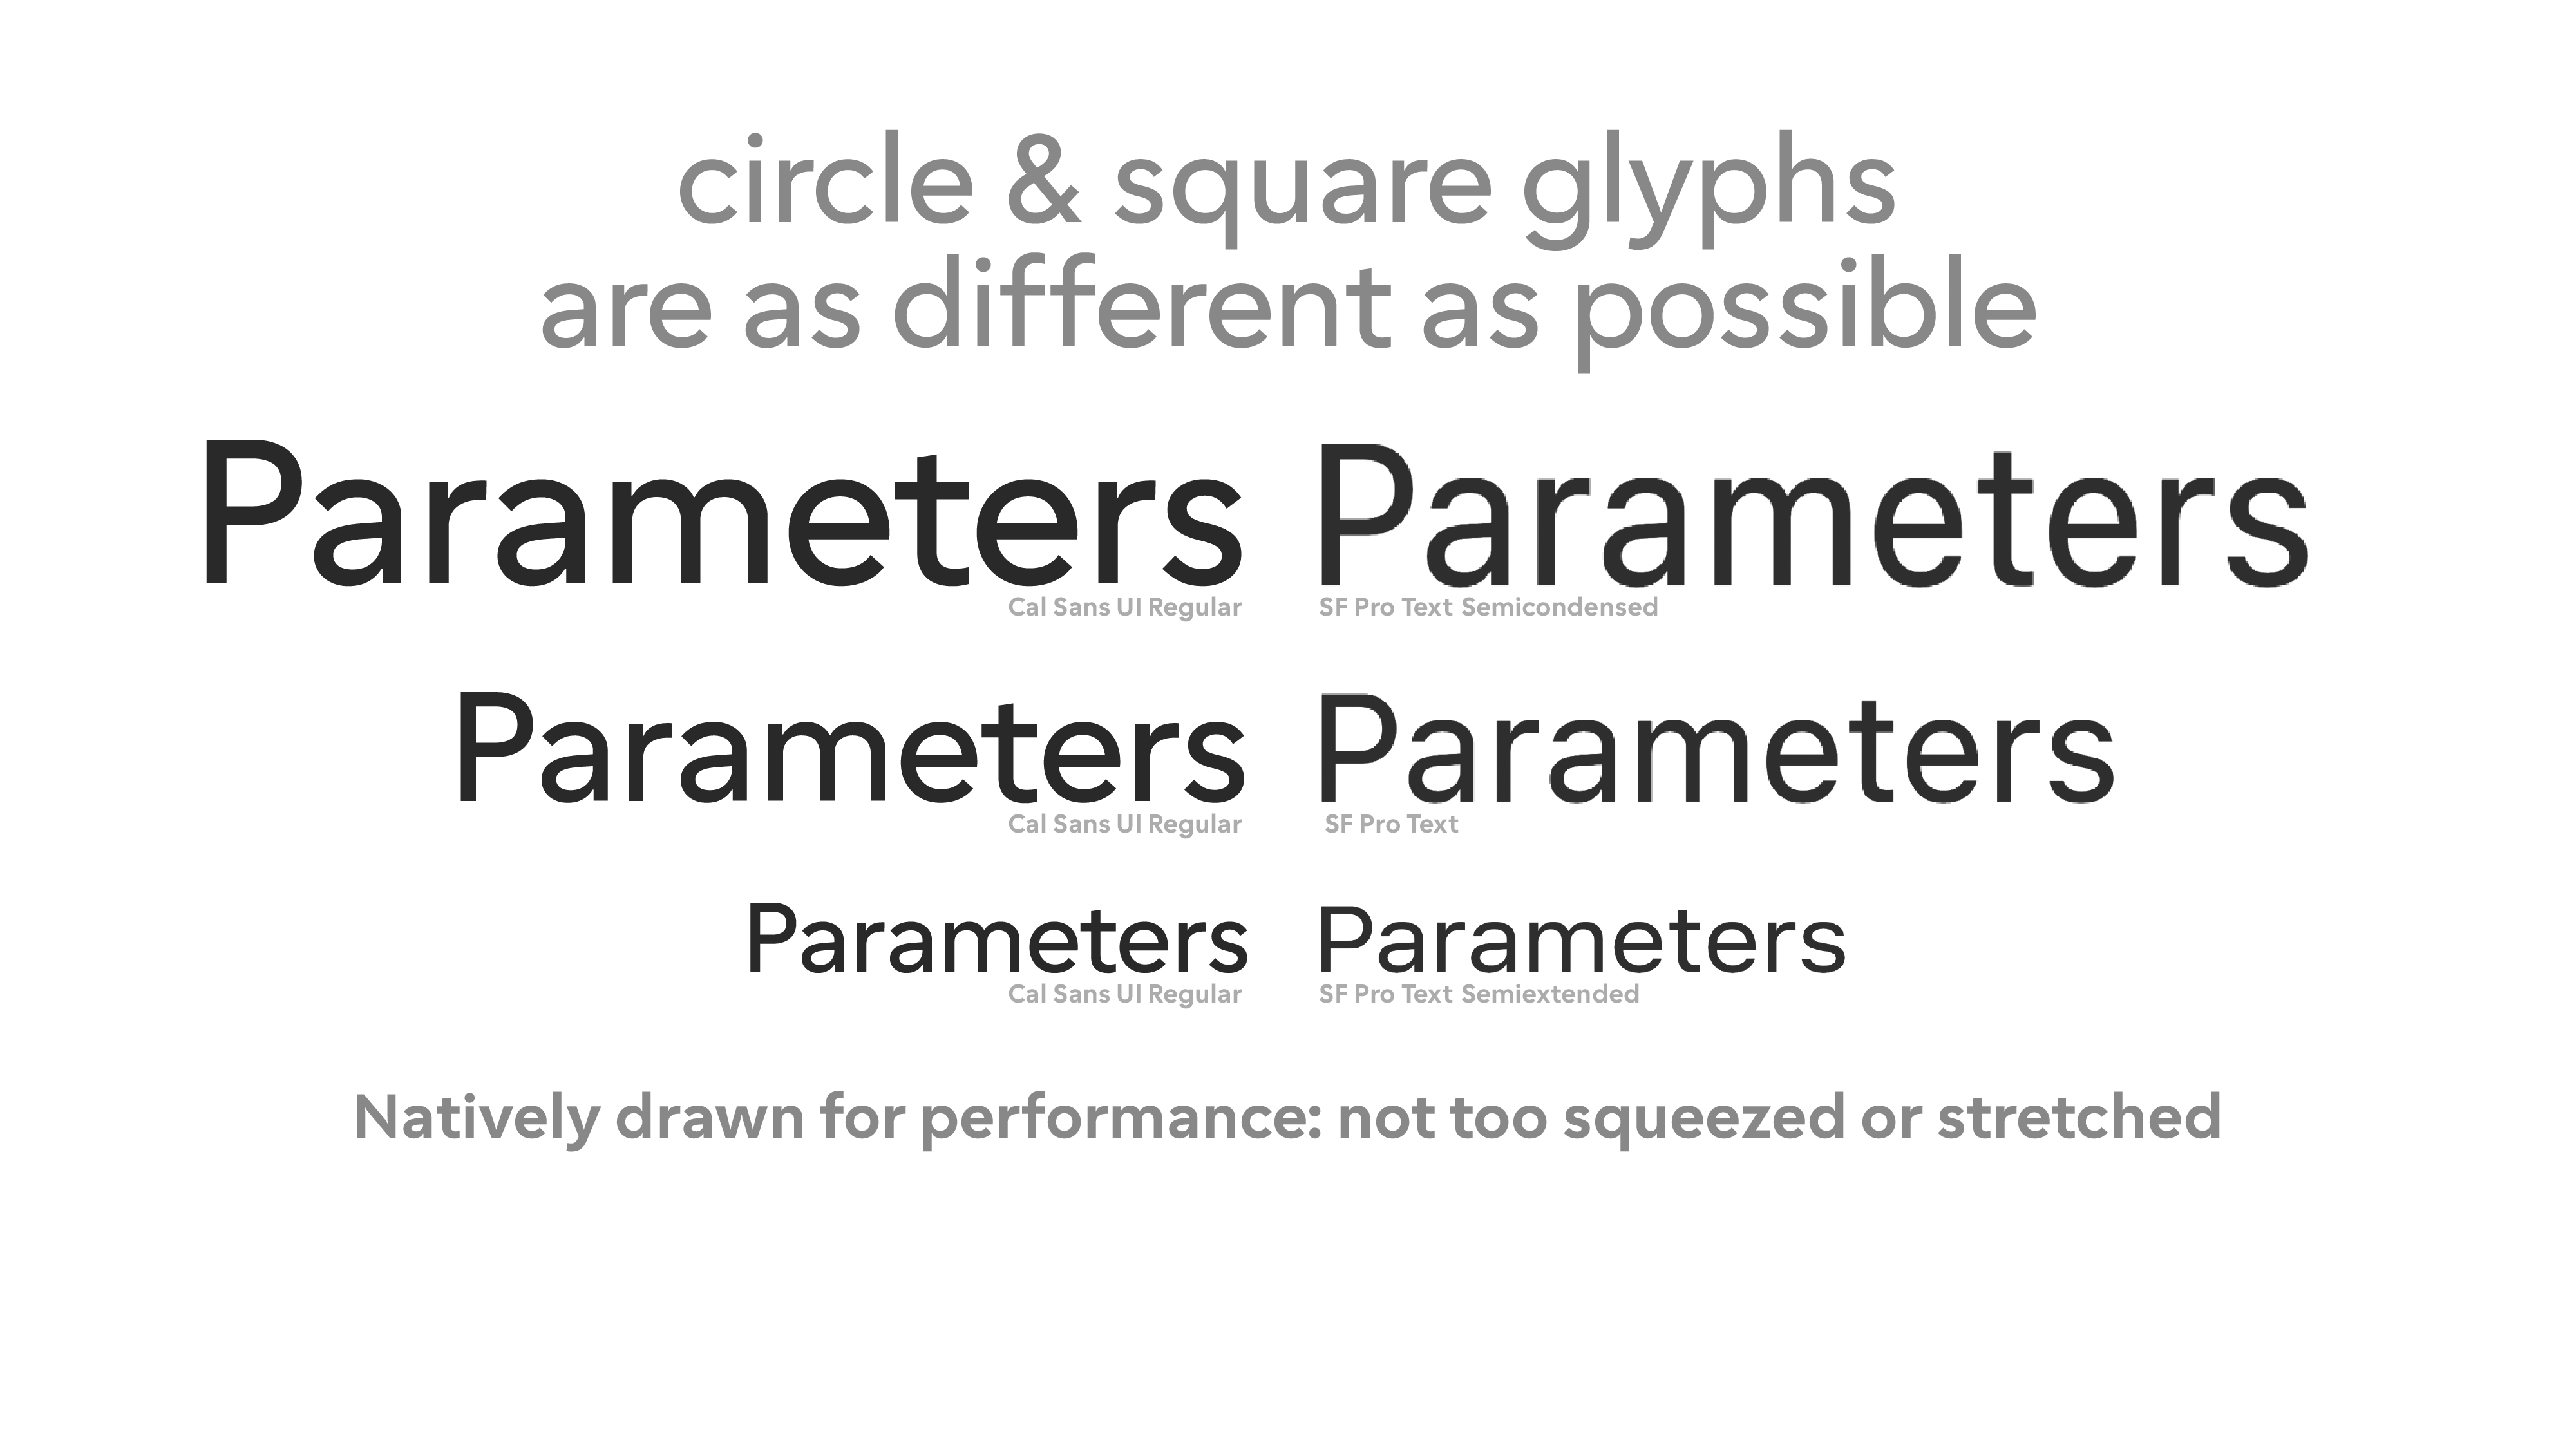 circle & square glyphs
are as different as possible
Parameters Parameters
Cal Sans UI Regular SF Pro Text Semicondensed
Parameters Parameters
Cal Sans UI Regular SF Pro Text
Parameters Parameters
Cal Sans UI Regular SF Pro Text Semiextended
Natively drawn for performance: not too squeezed or stretched